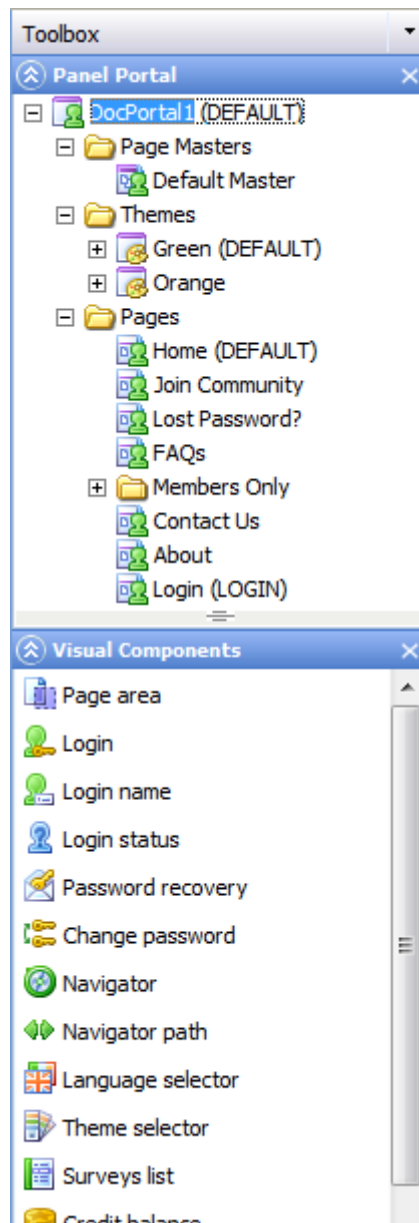 Toolbox
Panel Portal
DocPortal1 (DEFAULT)
Page Masters
Default Master
Themes
Green (DEFAULT)
Orange
Pages
Home (DEFAULT)
Join Community
Lost Password?
FAQs
Members Only
Contact Us
About
Login (LOGIN)
Visual Components
Page area
Login
Login name
Login status
Password recovery
Change password
Navigator
Navigator path
Language selector
Theme selector
Surveys list
Credit balance